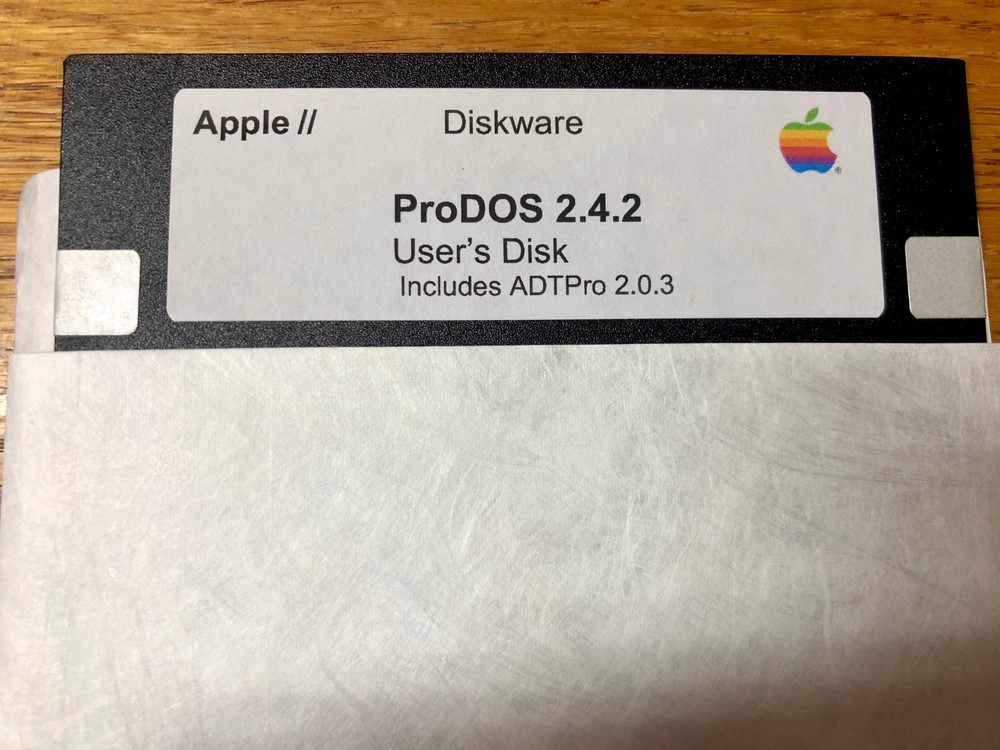 Apple // Diskware
ProDOS 2.4.2
User's Disk
Includes ADTPro 2.0.3
®